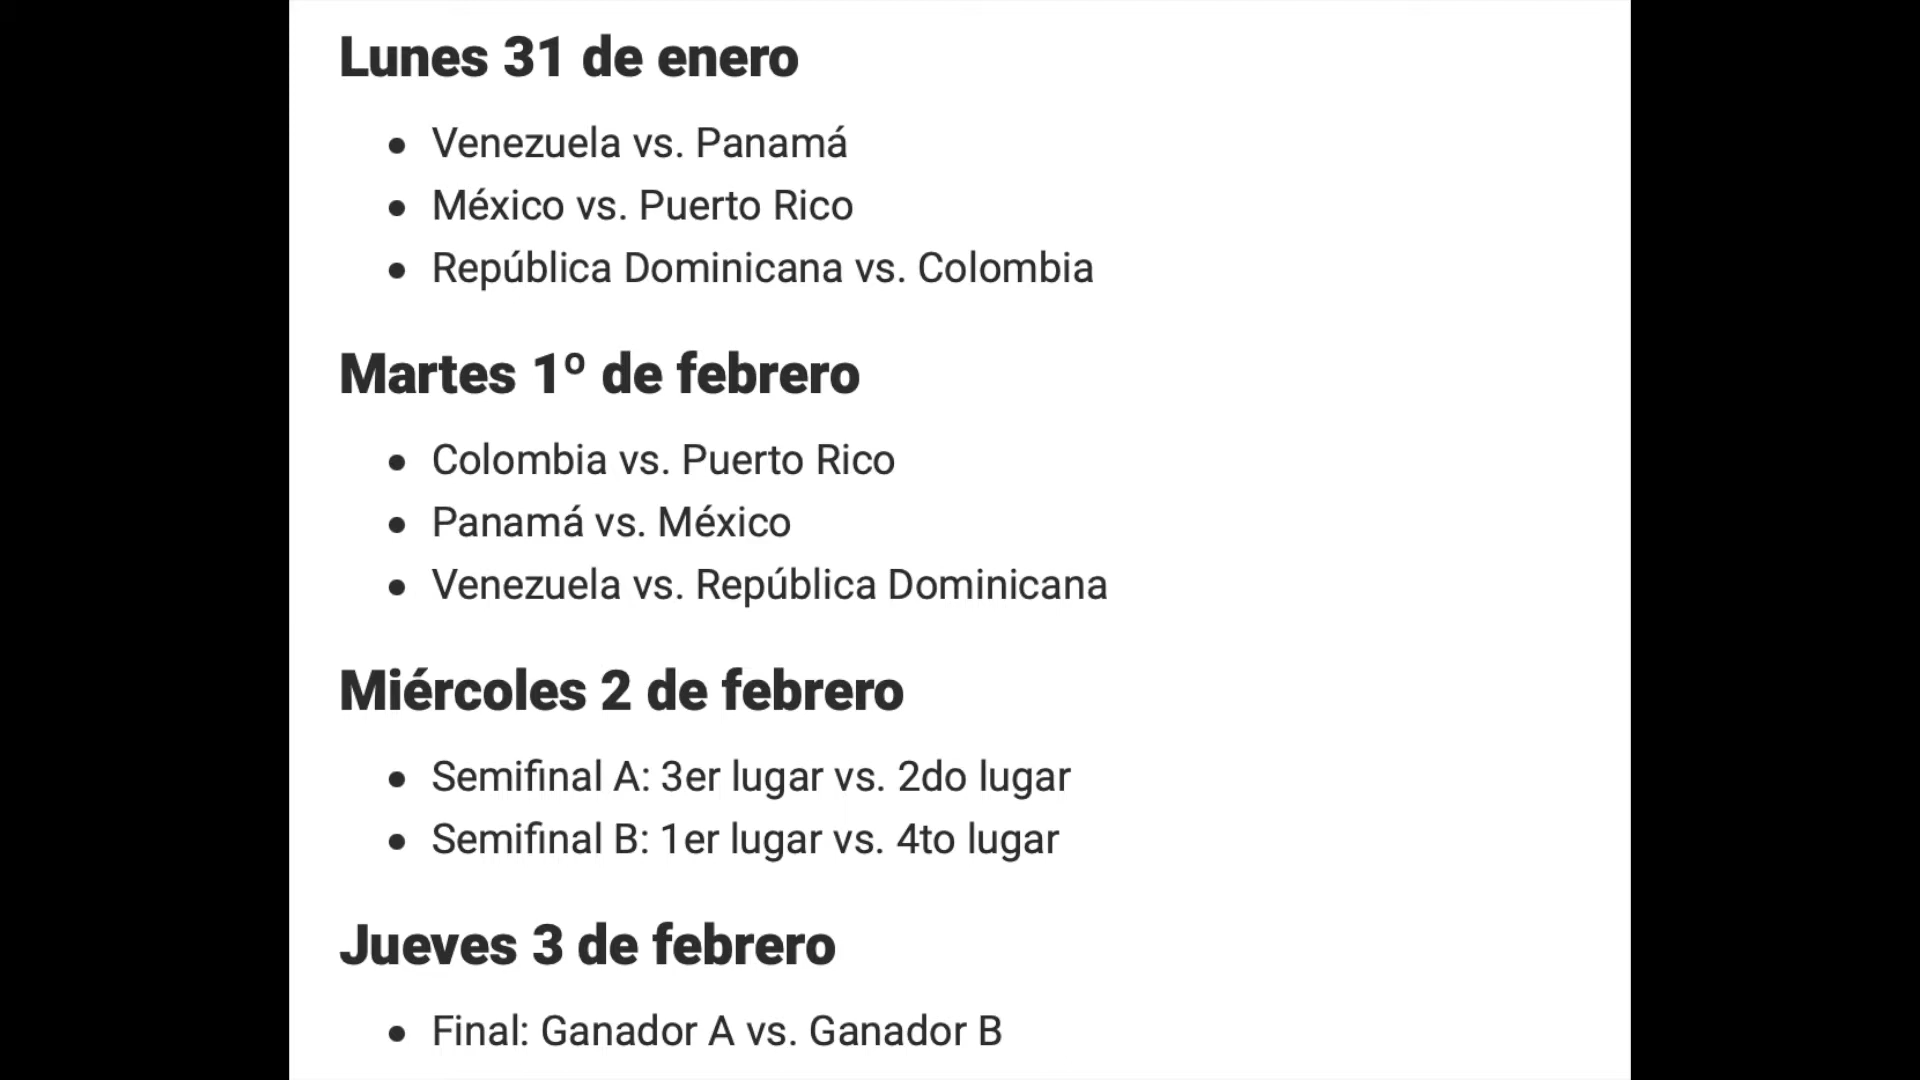 Lunes 31 de enero
• Venezuela vs. Panamá
• México vs. Puerto Rico
• República Dominicana vs. Colombia
Martes 1º de febrero
• Colombia vs. Puerto Rico
• Panamá vs. México
• Venezuela vs. República Dominicana
Miércoles 2 de febrero
• Semifinal A: 3er lugar vs. 2do lugar
• Semifinal B: 1er lugar vs. 4to lugar
Jueves 3 de febrero
• Final: Ganador A vs. Ganador B